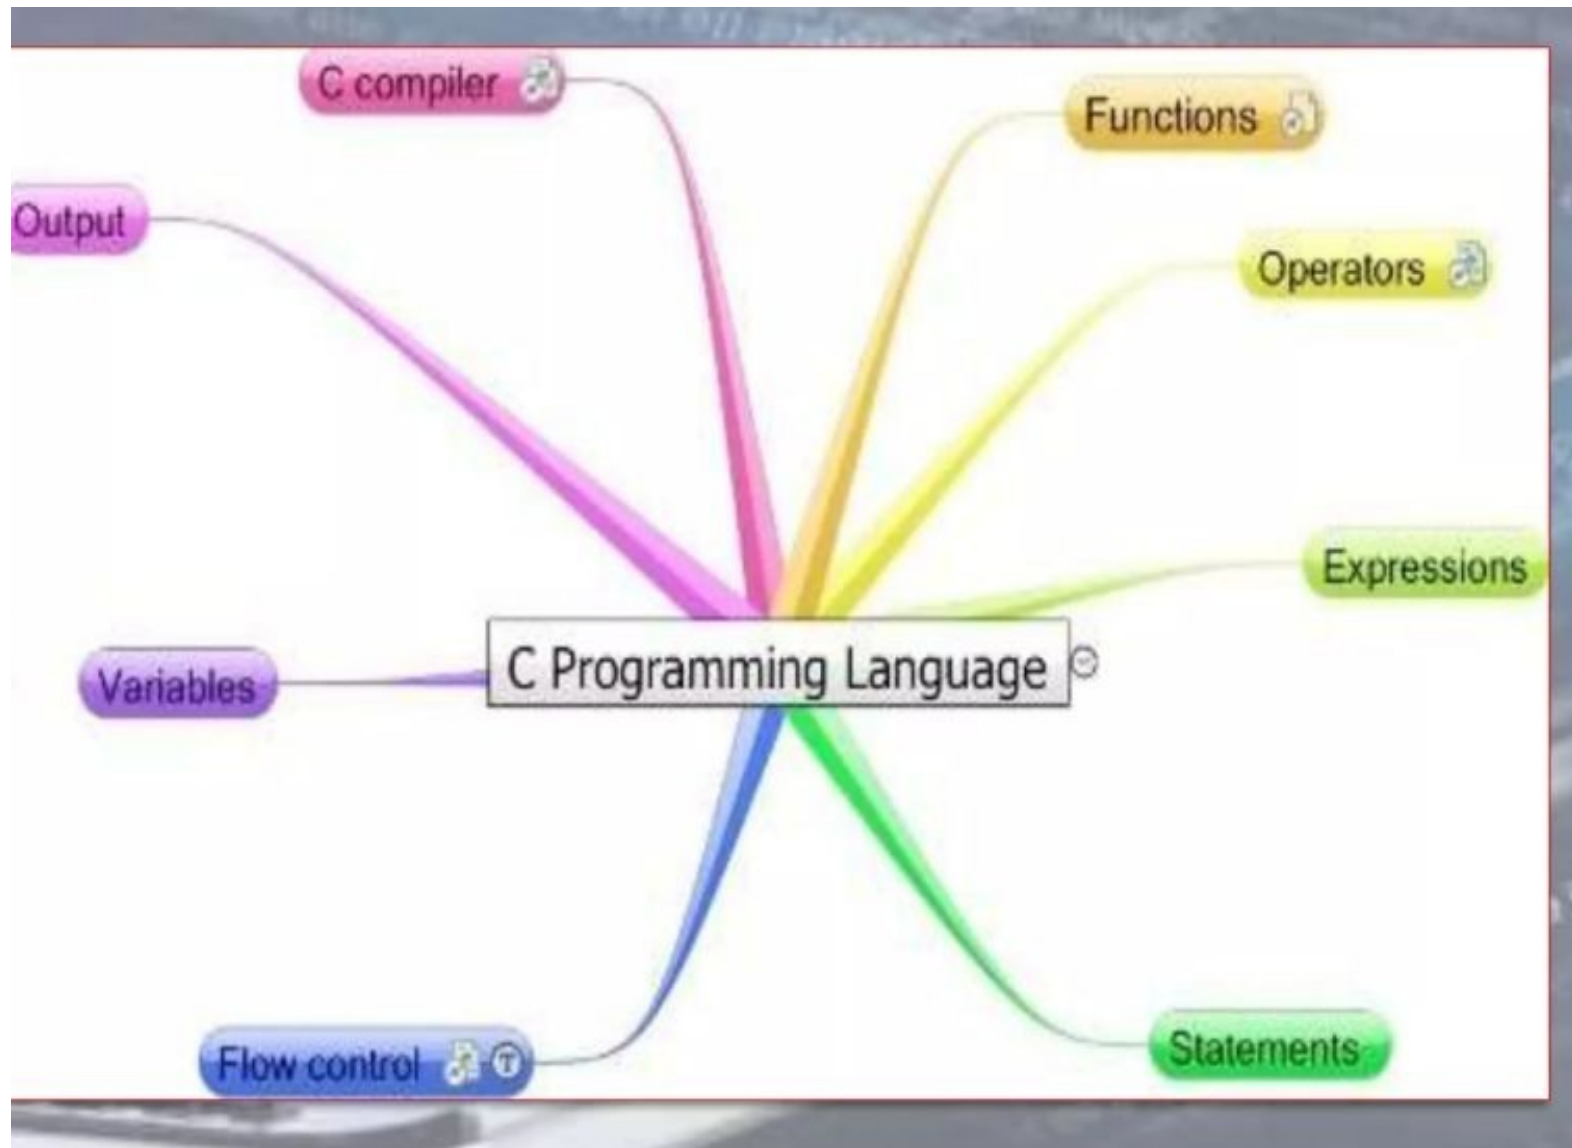 C compiler
Functions
Output
Operators
Expressions
C Programming Language
Variables
Flow control
T
Statements